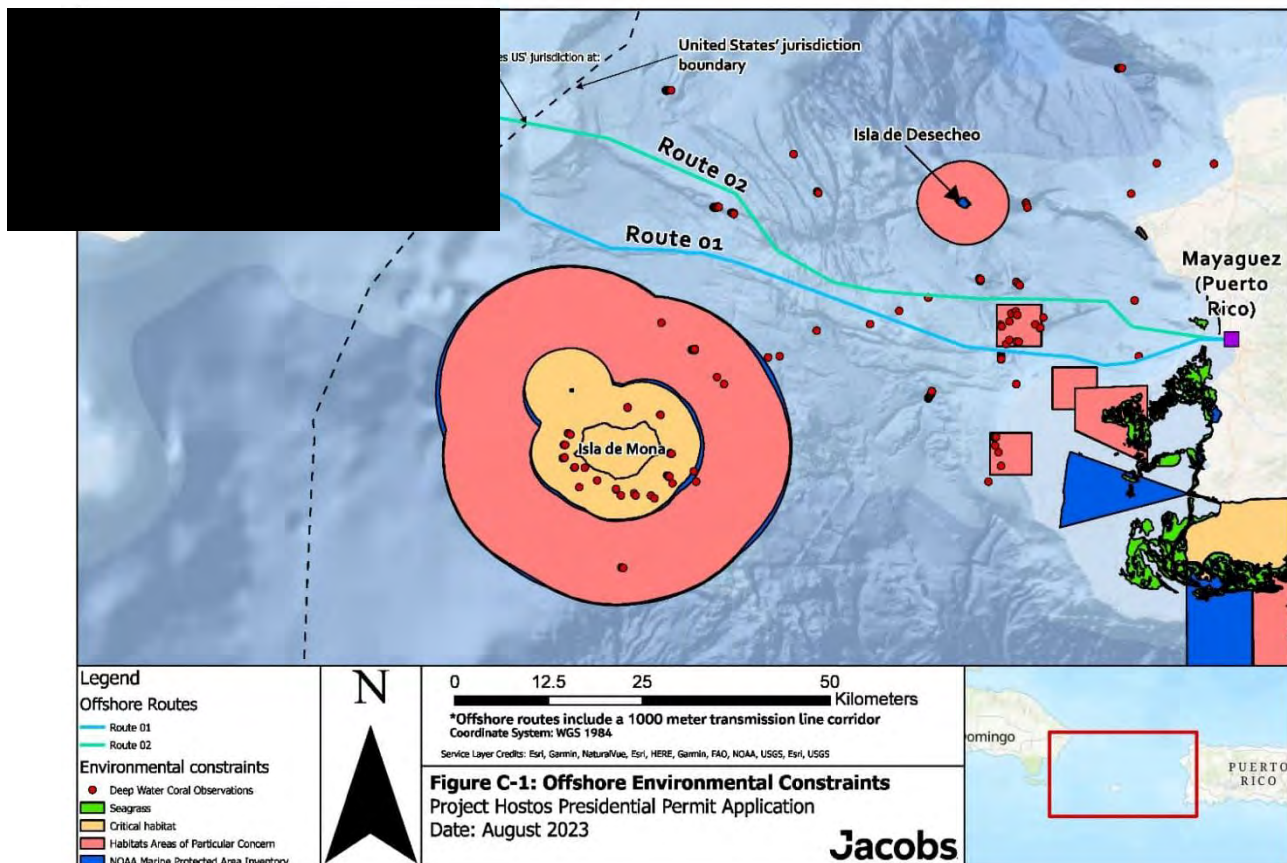 es US' jurisdiction at:
United States' jurisdiction
boundary
Isla de Desecheo
Route 02
Route 01
Mayaguez
(Puerto
Rico)
Isla de Mona
Legend
Offshore Routes
Route 01
Route 02
Environmental constraints
Deep Water Coral Observations
Seagrass
Critical habitat
Habitats Areas of Particular Concern
NOAA Marine Protected Area Inventory
N
0 12.5 25 50
Kilometers
*Offshore routes include a 1000 meter transmission line corridor
Coordinate System: WGS 1984
Service Layer Credits: Esri, Garmin, NaturalVue, Esri, HERE, Garmin, FAO, NOAA, USGS, Esri, USGS
Figure C-1: Offshore Environmental Constraints
Project Hostos Presidential Permit Application
Date: August 2023
Jacobs
Domingo
PUERTO
RICO